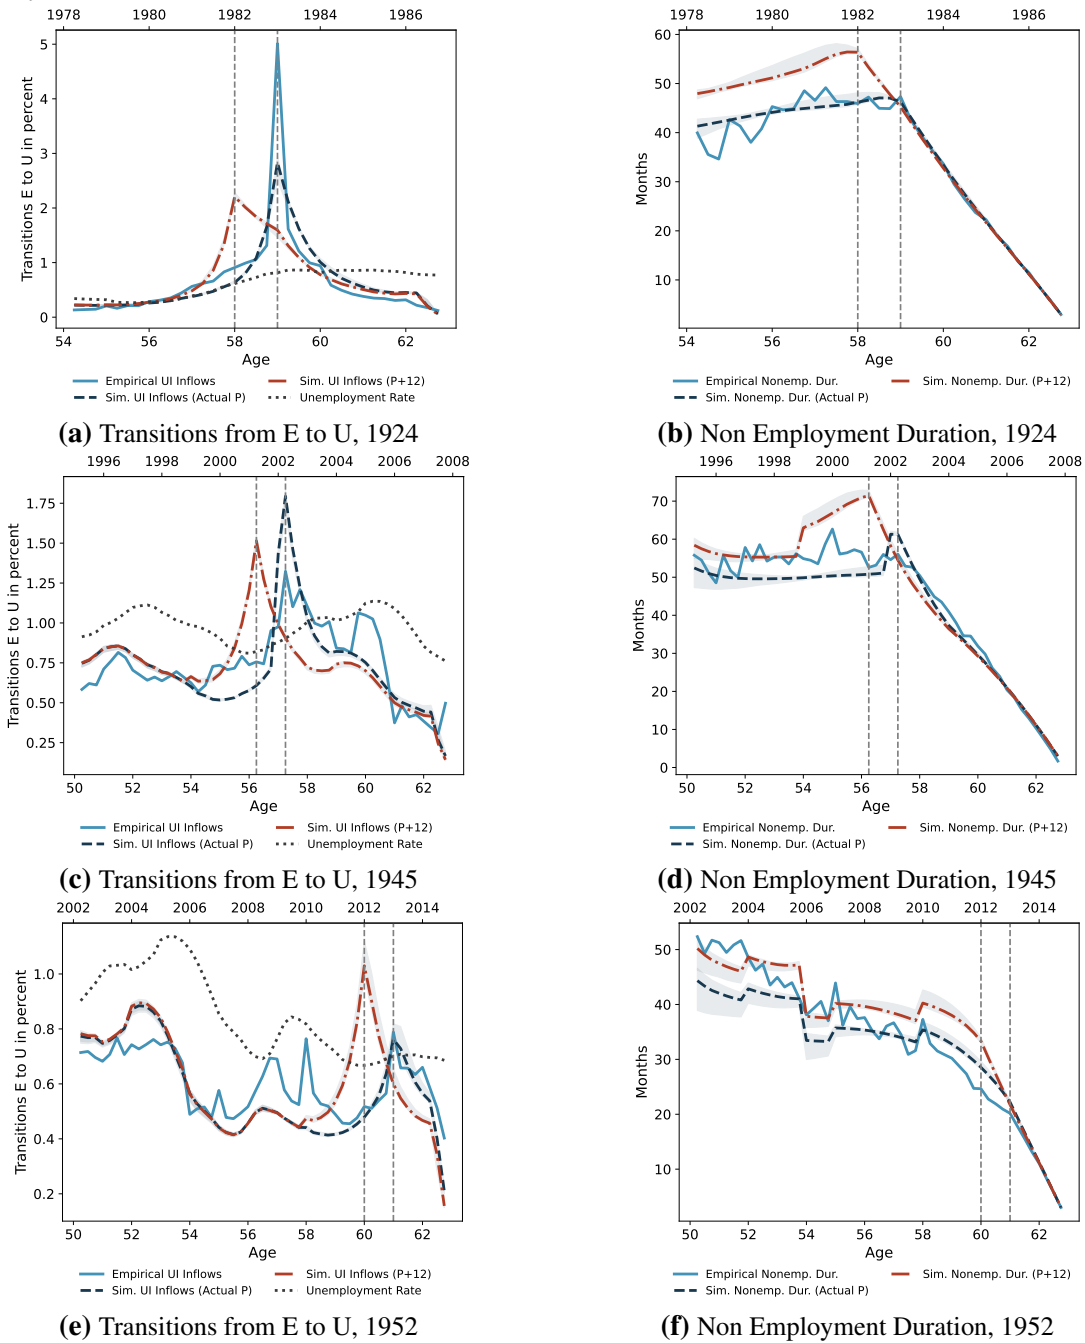 1978 1980 1982 1984 1986
Transitions E to U in percent
5
4
3
2
1
0
54 56 58 60 62
Age
Empirical UI Inflows
Sim. UI Inflows (P+12)
Sim. UI Inflows (Actual P)
Unemployment Rate
(a) Transitions from E to U, 1924
1978 1980 1982 1984 1986
Months
60
50
40
30
20
10
54 56 58 60 62
Age
Empirical Nonemp. Dur.
Sim. Nonemp. Dur. (P+12)
Sim. Nonemp. Dur. (Actual P)
(b) Non Employment Duration, 1924
1996 1998 2000 2002 2004 2006 2008
Transitions E to U in percent
1.75
1.50
1.25
1.00
0.75
0.50
0.25
50 52 54 56 58 60 62
Age
Empirical UI Inflows
Sim. UI Inflows (P+12)
Sim. UI Inflows (Actual P)
Unemployment Rate
(c) Transitions from E to U, 1945
1996 1998 2000 2002 2004 2006 2008
Months
70
60
50
40
30
20
10
0
50 52 54 56 58 60 62
Age
Empirical Nonemp. Dur.
Sim. Nonemp. Dur. (P+12)
Sim. Nonemp. Dur. (Actual P)
(d) Non Employment Duration, 1945
2002 2004 2006 2008 2010 2012 2014
Transitions E to U in percent
1.0
0.8
0.6
0.4
0.2
50 52 54 56 58 60 62
Age
Empirical UI Inflows
Sim. UI Inflows (P+12)
Sim. UI Inflows (Actual P)
Unemployment Rate
(e) Transitions from E to U, 1952
2002 2004 2006 2008 2010 2012 2014
Months
50
40
30
20
10
50 52 54 56 58 60 62
Age
Empirical Nonemp. Dur.
Sim. Nonemp. Dur. (P+12)
Sim. Nonemp. Dur. (Actual P)
(f) Non Employment Duration, 1952